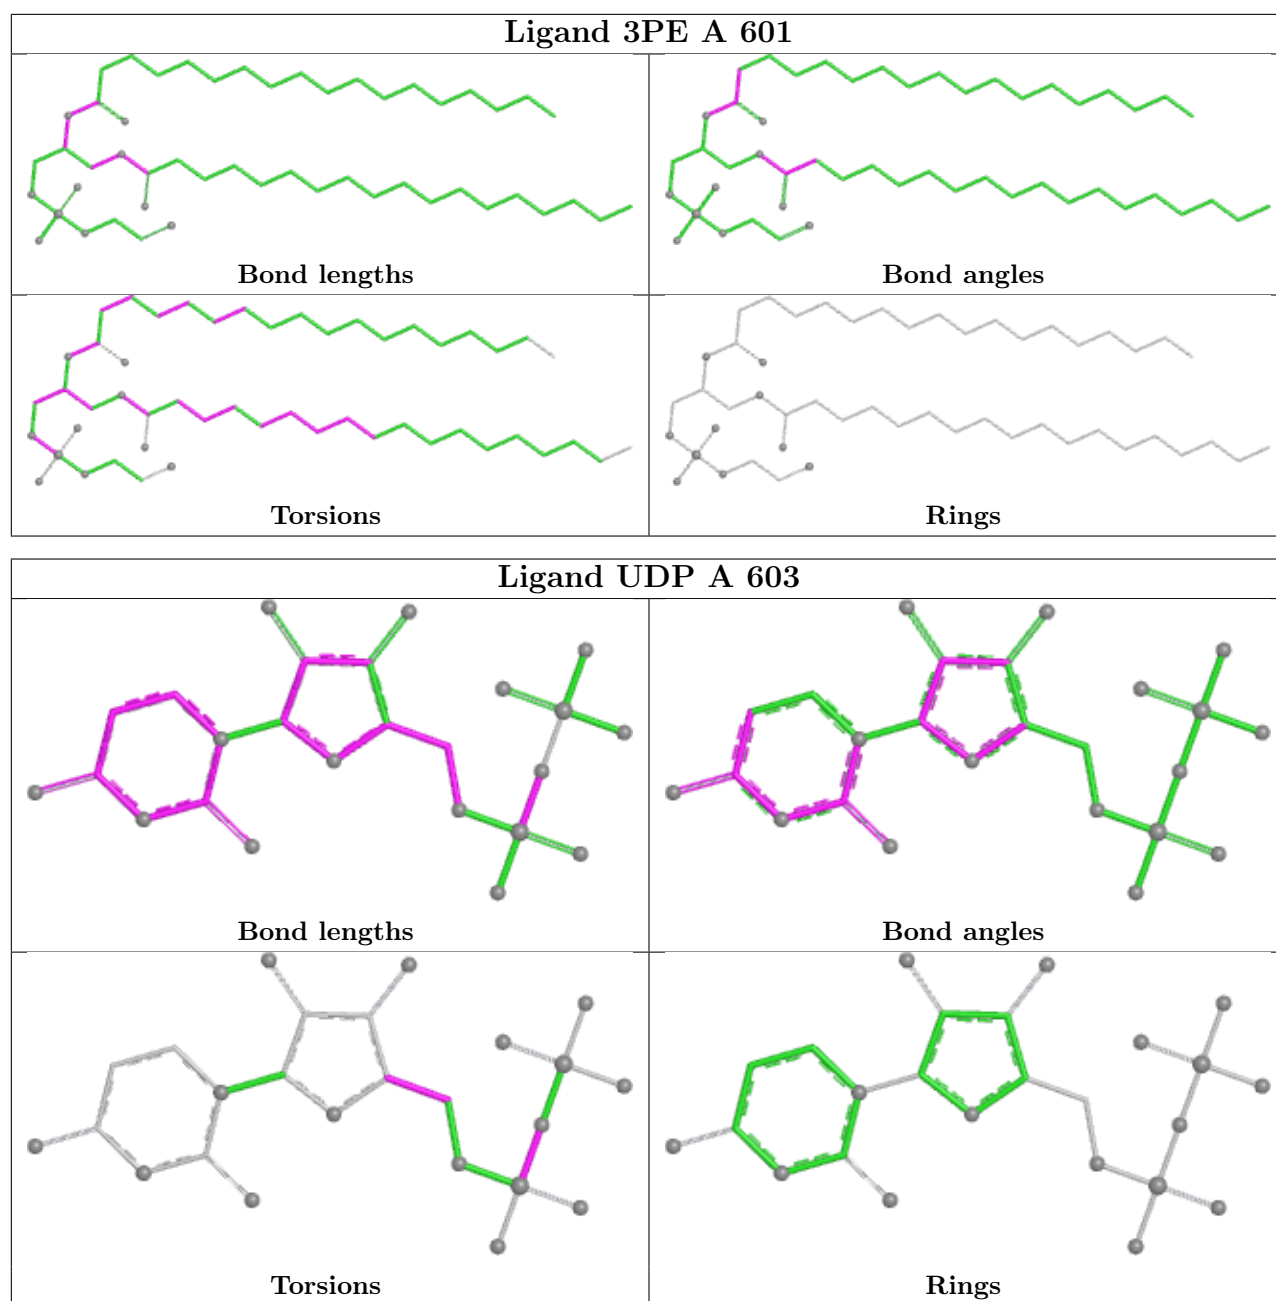 Ligand 3PE A 601
Bond lengths
Bond angles
Torsions
Rings
Ligand UDP A 603
Bond lengths
Bond angles
Torsions
Rings